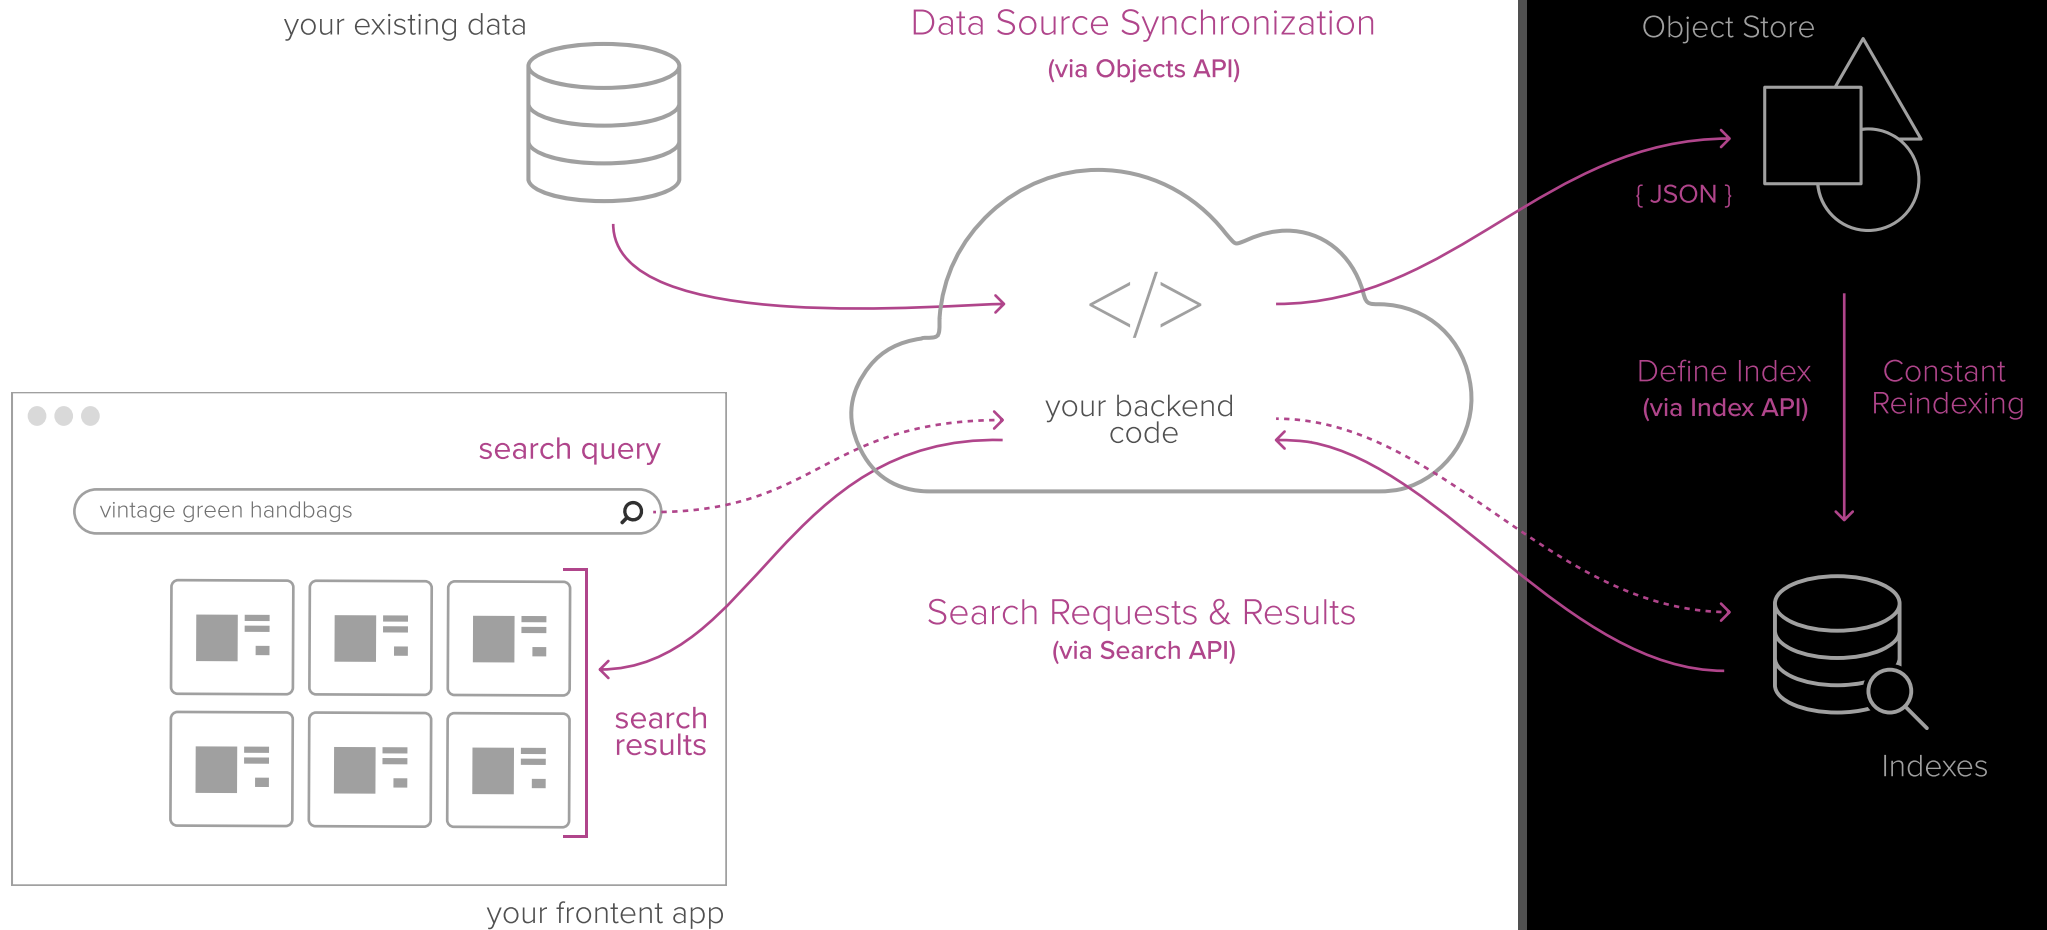 your existing data
Data Source Synchronization
(via Objects API)
Object Store
{ JSON }
Define Index
(via Index API)
Constant
Reindexing
your backend
code
search query
vintage green handbags
Search Requests & Results
(via Search API)
search
results
Indexes
your frontent app